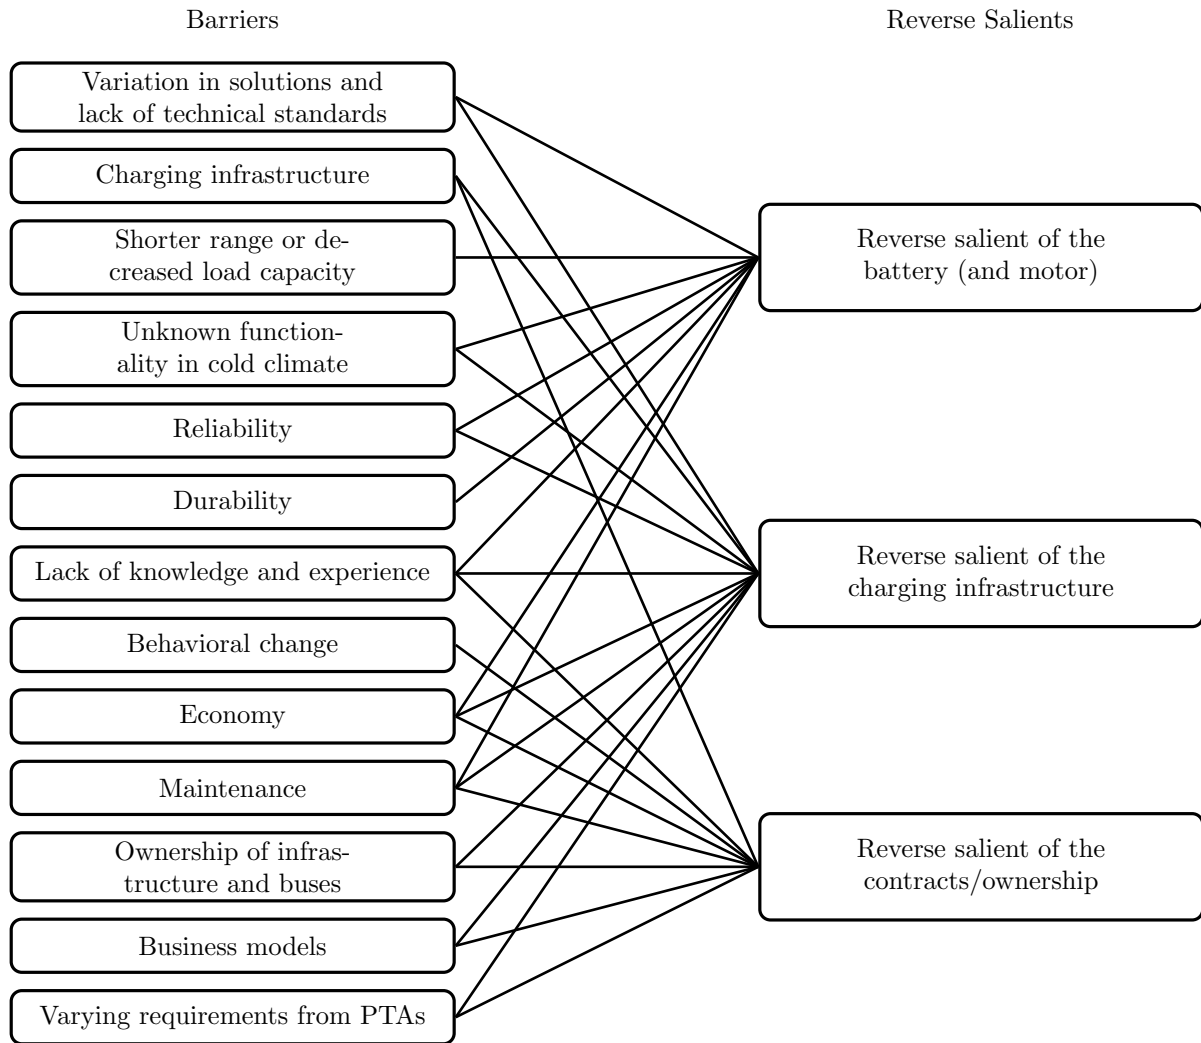 Barriers
Reverse Salients
Variation in solutions and
lack of technical standards
Charging infrastructure
Shorter range or de-
creased load capacity
Unknown function-
ality in cold climate
Reliability
Durability
Lack of knowledge and experience
Behavioral change
Economy
Maintenance
Ownership of infras-
tructure and buses
Business models
Varying requirements from PTAs
Reverse salient of the
battery (and motor)
Reverse salient of the
charging infrastructure
Reverse salient of the
contracts/ownership